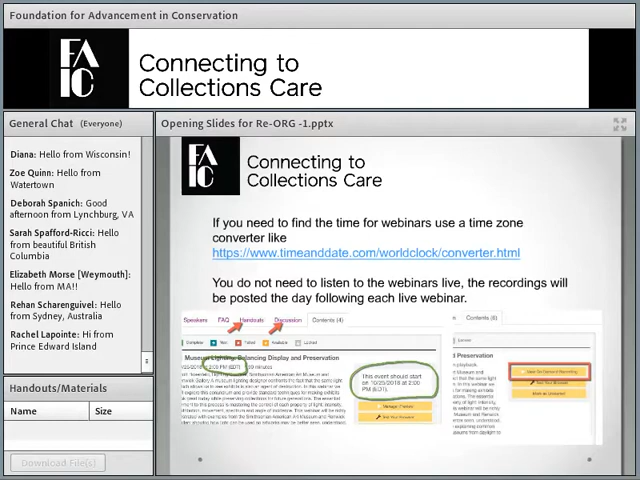 Foundation for Advancement in Conservation
FA
IC
Connecting to
Collections Care
General Chat (Everyone)
Diana: Hello from Wisconsin!
Zoe Quinn: Hello from
Watertown
Deborah Spanich: Good
afternoon from Lynchburg, VA
Sarah Spafford-Ricci: Hello
from beautiful British
Columbia
Elizabeth Morse [Weymouth]:
Hello from MA!!
Rehan Scharenguivel: Hello
from Sydney, Australia
Rachel Lapointe: Hi from
Prince Edward Island
Handouts/Materials
Name Size
Download File(s)
Opening Slides for Re-ORG -1.pptx
FA
IC
Connecting to
Collections Care
If you need to find the time for webinars use a time zone
converter like
https://www.timeanddate.com/worldclock/converter.html
You do not need to listen to the webinars live, the recordings
will be posted the day following each live webinar.
Speakers FAQ Handouts Discussion Contents (4)
Museum Lighting, Balancing Display and Preservation
This event should start
on 10/25/2018 at 2:00
PM (EDT).
Contents (6)
Preservation